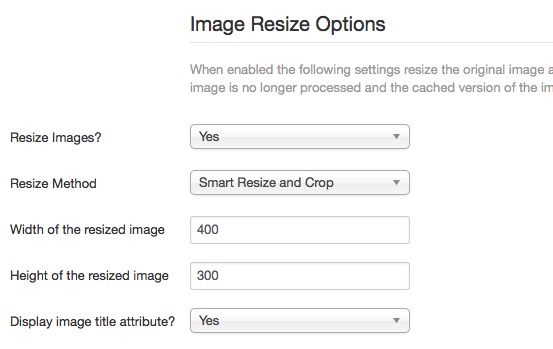 Image Resize Options
When enabled the following settings resize the original image a
image is no longer processed and the cached version of the im
Resize Images? Yes
Resize Method Smart Resize and Crop
Width of the resized image 400
Height of the resized image 300
Display image title attribute? Yes